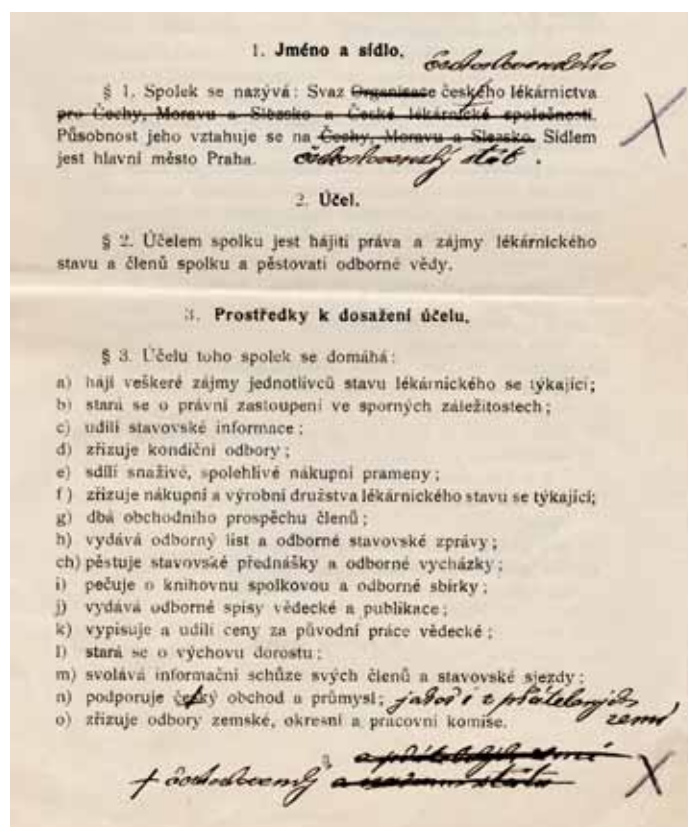 1. Jméno a sídlo.
československého
§ 1. Spolek se nazývá: Svaz Organisace českého lékárnictva
pro Čechy, Moravu a Slezsko a České lékárnické společnosti.
Působnost jeho vztahuje se na Čechy, Moravu a Slezsko. Sídlem
jest hlavní město Praha. československý stát.
2. Účel.
§ 2. Účelem spolku jest hájiti práva a zájmy lékárnického
stavu a členů spolku a pěstovati odborné vědy.
3. Prostředky k dosažení účelu.
§ 3. Účelu toho spolek se domáhá:
a) hájí veškeré zájmy jednotlivců stavu lékárnického se týkající;
b) stará se o právní zastoupení ve sporných záležitostech;
c) udílí stavovské informace;
d) zřizuje kondiční odbory;
e) sdílí snaživé, spolehlivé nákupní prameny;
f) zřizuje nákupní a výrobní družstva lékárnického stavu se týkající;
g) dbá obchodního prospěchu členů;
h) vydává odborný list a odborné stavovské zprávy;
ch) pěstuje stavovské přednášky a odborné vycházky;
i) pečuje o knihovnu spolkovou a odborné sbírky;
j) vydává odborné spisy vědecké a publikace;
k) vypisuje a udílí ceny za původní práce vědecké;
l) stará se o výchovu dorostu;
m) svolává informační schůze svých členů a stavovské sjezdy;
n) podporuje český obchod a průmysl; jakož i z přátelských
o) zřizuje odbory zemské, okresní a pracovní komise. zemí
a přátelských zemí
+ československý